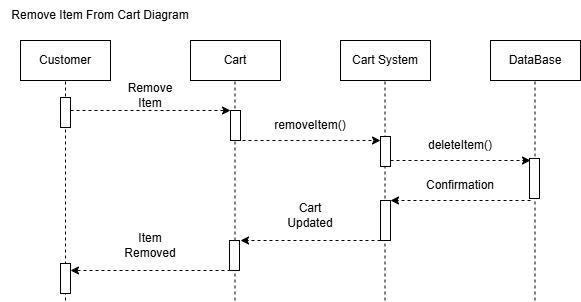 Remove Item From Cart Diagram
Customer
Cart
Cart System
DataBase
Remove
Item
removeItem()
deleteItem()
Confirmation
Cart
Updated
Item
Removed